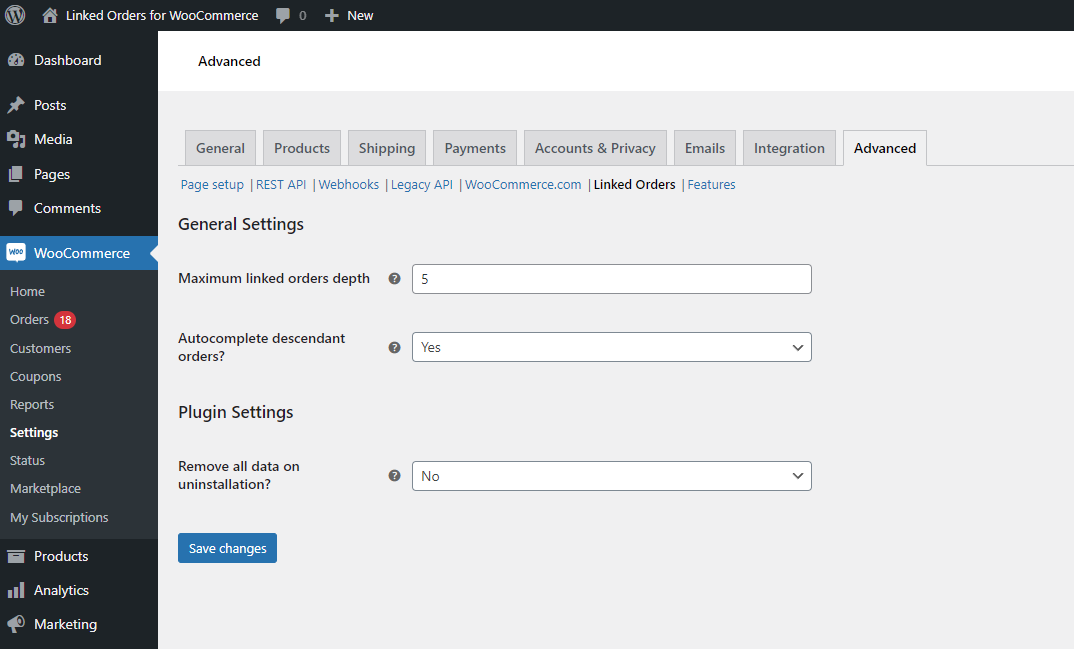 Linked Orders for WooCommerce 0 New
Dashboard
Posts
Media
Pages
Comments
woo WooCommerce
Home
Orders 18
Customers
Coupons
Reports
Settings
Status
Marketplace
My Subscriptions
Products
Analytics
Marketing
Advanced
General Products Shipping Payments Accounts & Privacy Emails Integration Advanced
Page setup | REST API | Webhooks | Legacy API | WooCommerce.com | Linked Orders | Features
General Settings
Maximum linked orders depth ? 5
Autocomplete descendant
orders? ? Yes
Plugin Settings
Remove all data on
uninstallation? ? No
Save changes